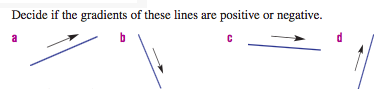 Decide if the gradients of these lines are positive or negative.
a b c d